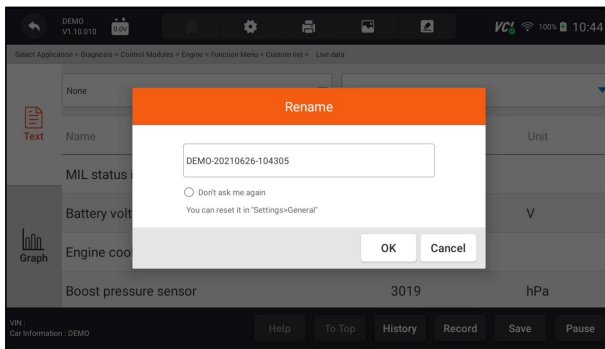 DEMO
V1.10.010
0.0V
VCI 100% 10:44
Select Application > Diagnosis > Control Modules > Engine > Function Menu > Custom list > Live data
None
Rename
Text
Name
Unit
DEMO-20210626-104305
MIL status
Don't ask me again
You can reset it in "Settings>General"
Battery volt
V
Graph
Engine coo
OK Cancel
Boost pressure sensor 3019 hPa
VIN :
Car Information : DEMO
Help To Top History Record Save Pause